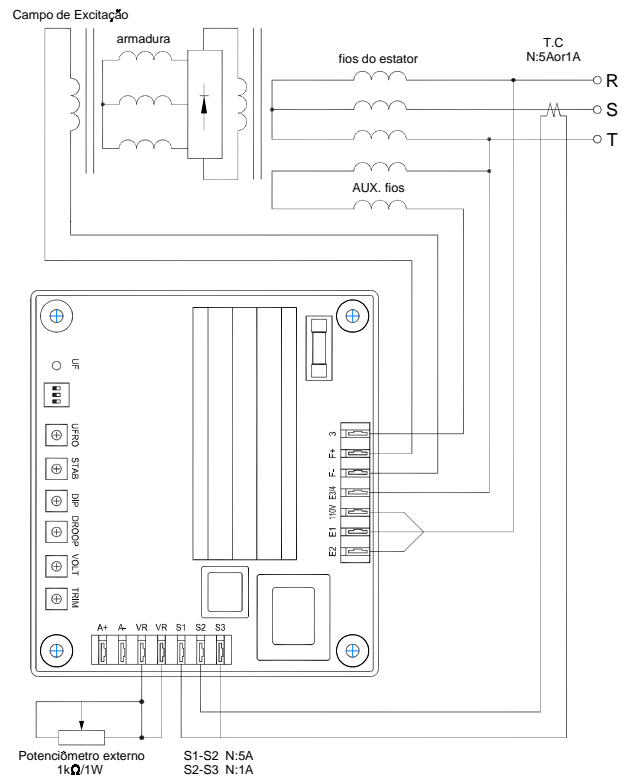 Campo de Excitação
armadura
fios do estator
T.C
N:5Aor1A
R
S
T
AUX. fios
UF
UFRO
STAB
DIP
DROOP
VOLT
TRIM
3
F+
F-
E3/4
110V
E1
E2
A+ A- VR VR S1 S2 S3
Potenciômetro externo
1kΩ/1W
S1-S2 N:5A
S2-S3 N:1A